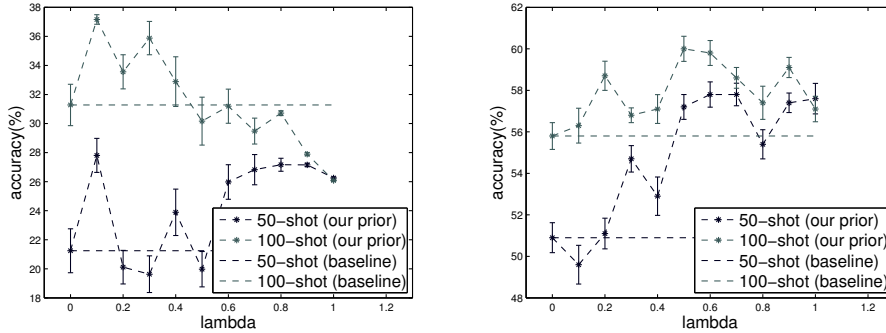 38
36
34
32
30
28
26
24
22
20
18
accuracy(%)
0 0.2 0.4 0.6 0.8 1 1.2
lambda
50−shot (our prior)
100−shot (our prior)
50−shot (baseline)
100−shot (baseline)
62
60
58
56
54
52
50
48
accuracy(%)
0 0.2 0.4 0.6 0.8 1 1.2
lambda
50−shot (our prior)
100−shot (our prior)
50−shot (baseline)
100−shot (baseline)